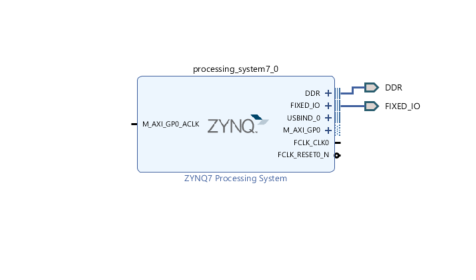 processing_system7_0
DDR
FIXED_IO
USBIND_0
M_AXI_GP0
FCLK_CLK0
FCLK_RESET0_N
M_AXI_GP0_ACLK
ZYNQ.
DDR
FIXED_IO
ZYNQ7 Processing System